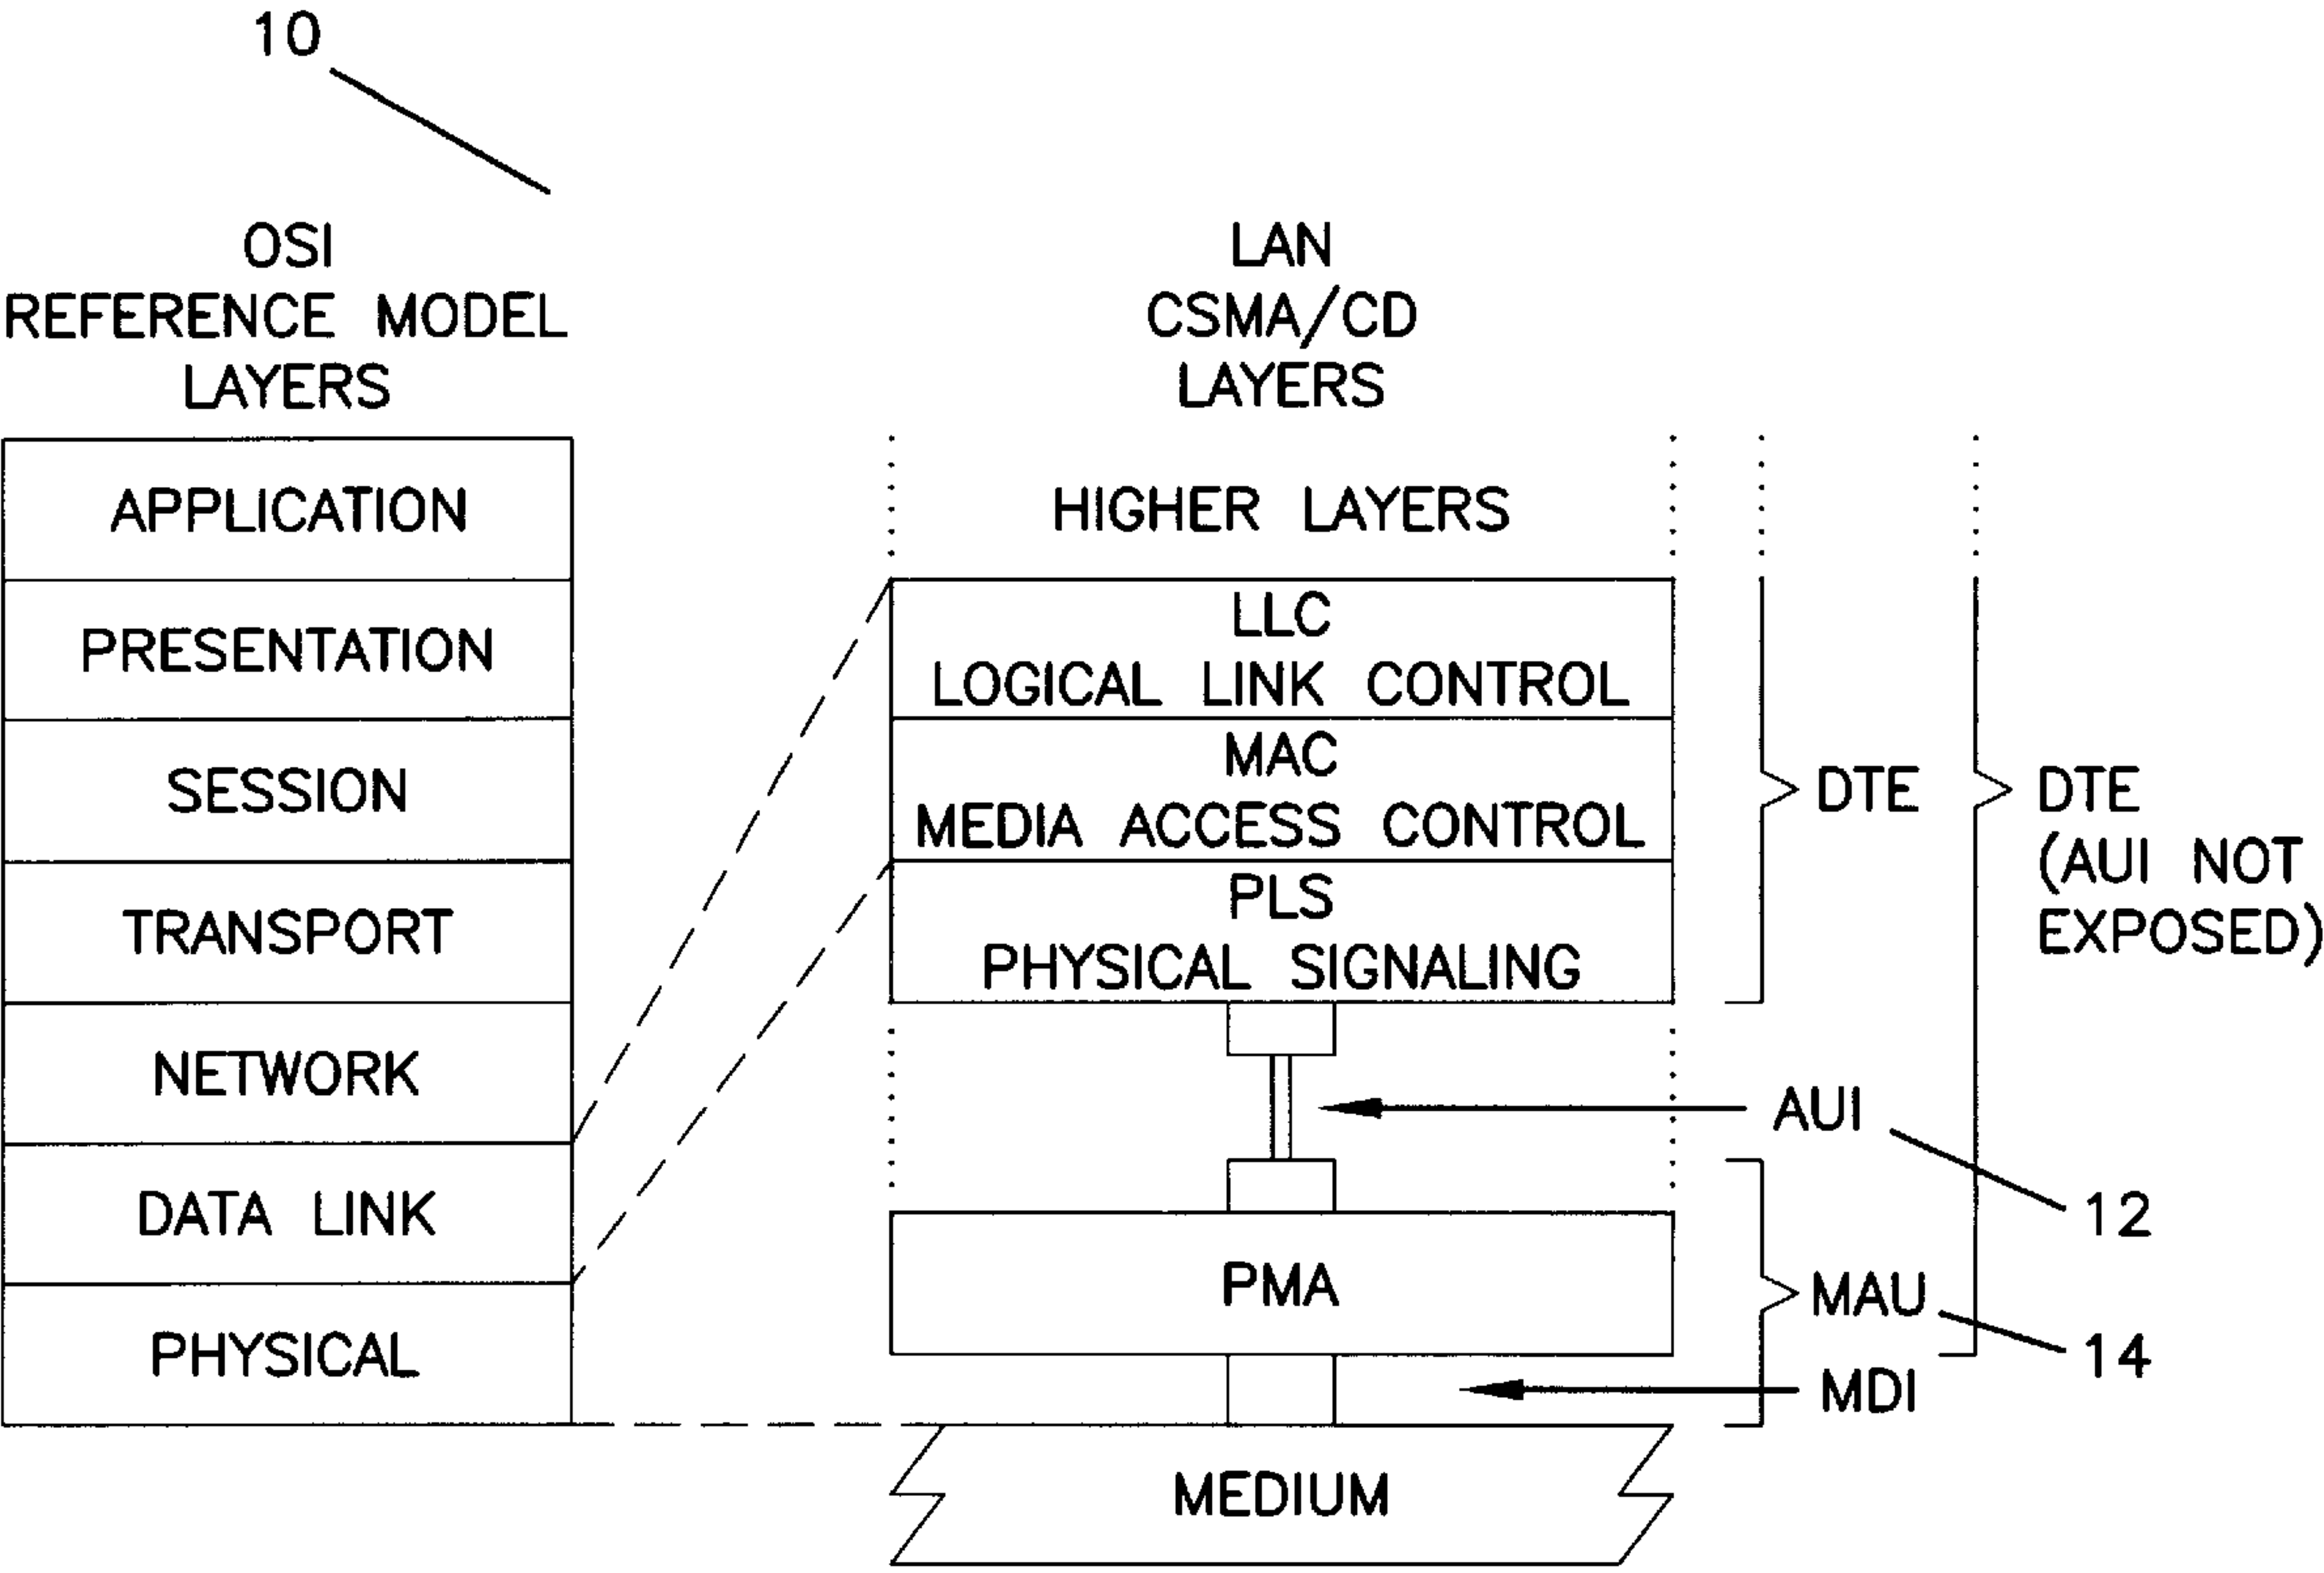 10
OSI
REFERENCE MODEL
LAYERS
APPLICATION
PRESENTATION
SESSION
TRANSPORT
NETWORK
DATA LINK
PHYSICAL
LAN
CSMA/CD
LAYERS
HIGHER LAYERS
LLC
LOGICAL LINK CONTROL
MAC
MEDIA ACCESS CONTROL
PLS
PHYSICAL SIGNALING
PMA
MEDIUM
DTE
DTE
(AUI NOT
EXPOSED)
AUI
12
MAU
14
MDI